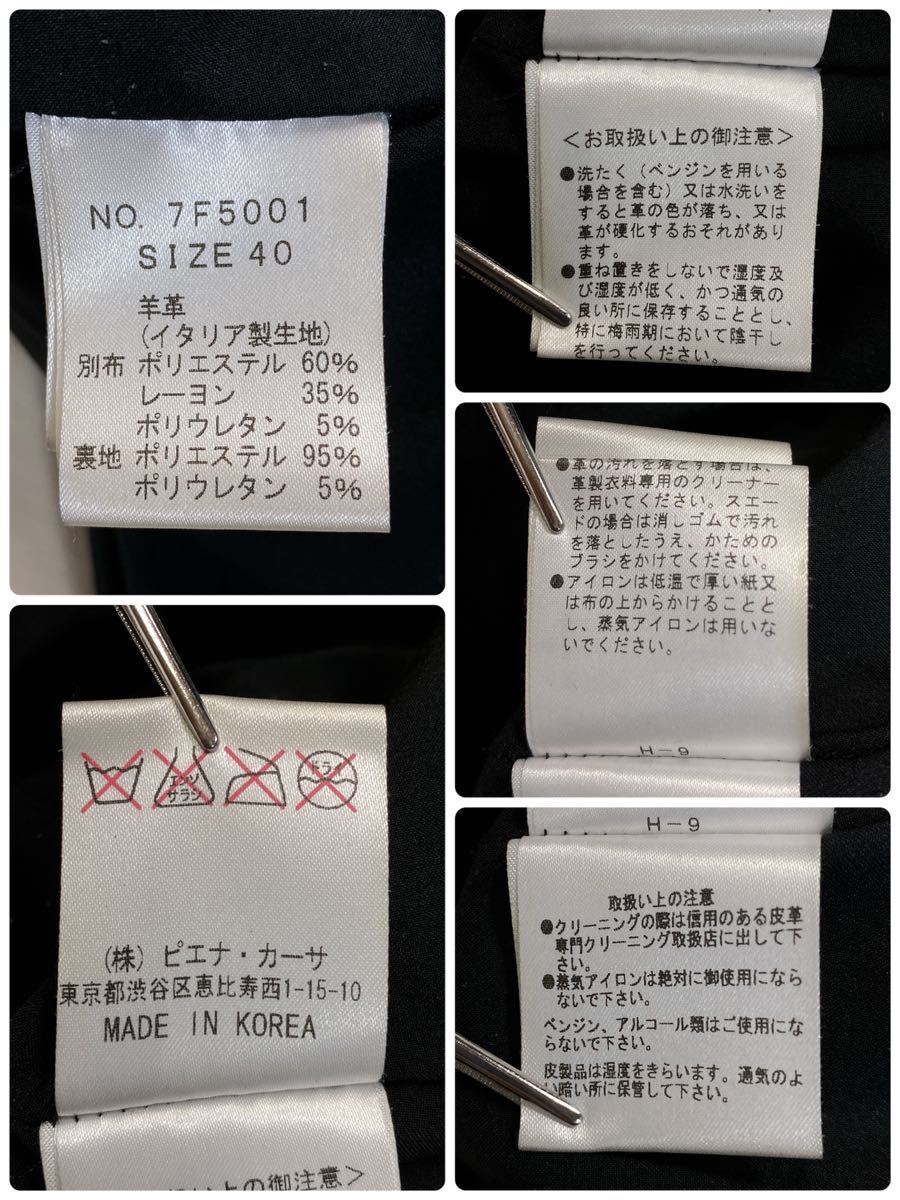 NO. 7F5001
SIZE 40
羊革
(イタリア製生地)
別布 ポリエステル 60%
レーヨン 35%
ポリウレタン 5%
裏地 ポリエステル 95%
ポリウレタン 5%
エンソ
サラシ
ドライ
(株) ピエナ・カーサ
東京都渋谷区恵比寿西1-15-10
MADE IN KOREA
扱い上の御注意>
<お取扱い上の御注意>
●洗たく (ベンジンを用いる
場合を含む) 又は水洗いを
すると革の色が落ち、又は
革が硬化するおそれがあり
ます。
●重ね置きをしないで湿度及
び湿度が低く、かつ通気の
良い所に保存することとし、
特に梅雨期において陰干し
を行ってください。
●革の汚れを落とす場合は、
革製衣料専用のクリーナー
を用いてください。スエー
ドの場合は消しゴムで汚れ
を落としたうえ、かための
ブラシをかけてください。
●アイロンは低温で厚い紙又
は布の上からかけることと
し、蒸気アイロンは用いな
いでください。
H-9
H-9
取扱い上の注意
●クリーニングの際は信用のある皮革
専門クリーニング取扱店に出して下
さい。
●蒸気アイロンは絶対に御使用になら
ないで下さい。
ベンジン、アルコール類はご使用にな
らないで下さい。
皮製品は湿度をきらいます。通気のよ
い暗い所に保管して下さい。